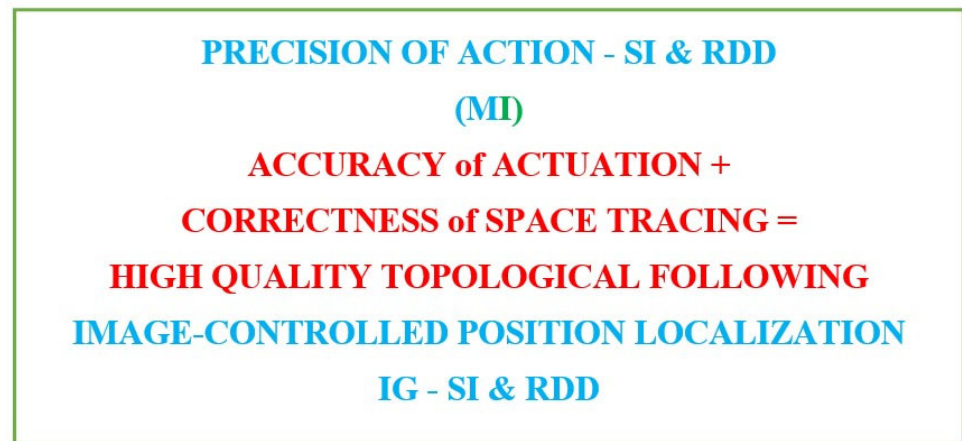 PRECISION OF ACTION - SI & RDD
(MI)
ACCURACY of ACTUATION +
CORRECTNESS of SPACE TRACING =
HIGH QUALITY TOPOLOGICAL FOLLOWING
IMAGE-CONTROLLED POSITION LOCALIZATION
IG - SI & RDD